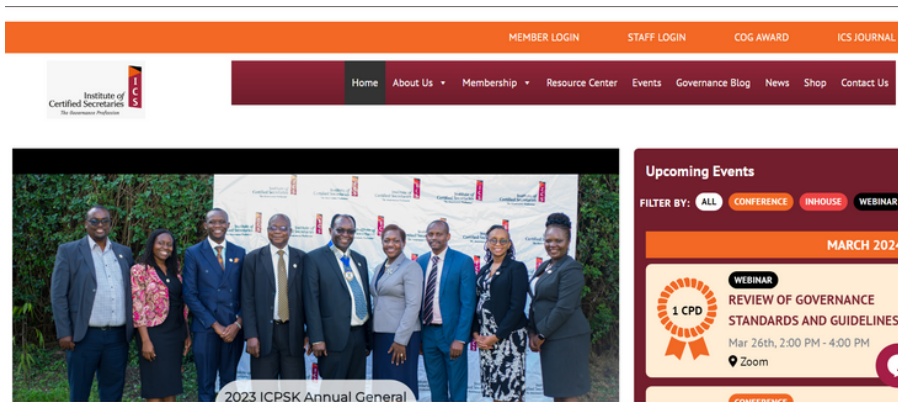 MEMBER LOGIN STAFF LOGIN COG AWARD ICS JOURNAL
Institute of
Certified Secretaries
The Governance Profession
I
C
S
Home About Us Membership Resource Center Events Governance Blog News Shop Contact Us
Upcoming Events
FILTER BY: ALL CONFERENCE INHOUSE WEBINAR
MARCH 2024
1 CPD
WEBINAR
REVIEW OF GOVERNANCE
STANDARDS AND GUIDELINES
Mar 26th, 2:00 PM - 4:00 PM
Zoom
2023 ICPSK Annual General
CONFERENCE